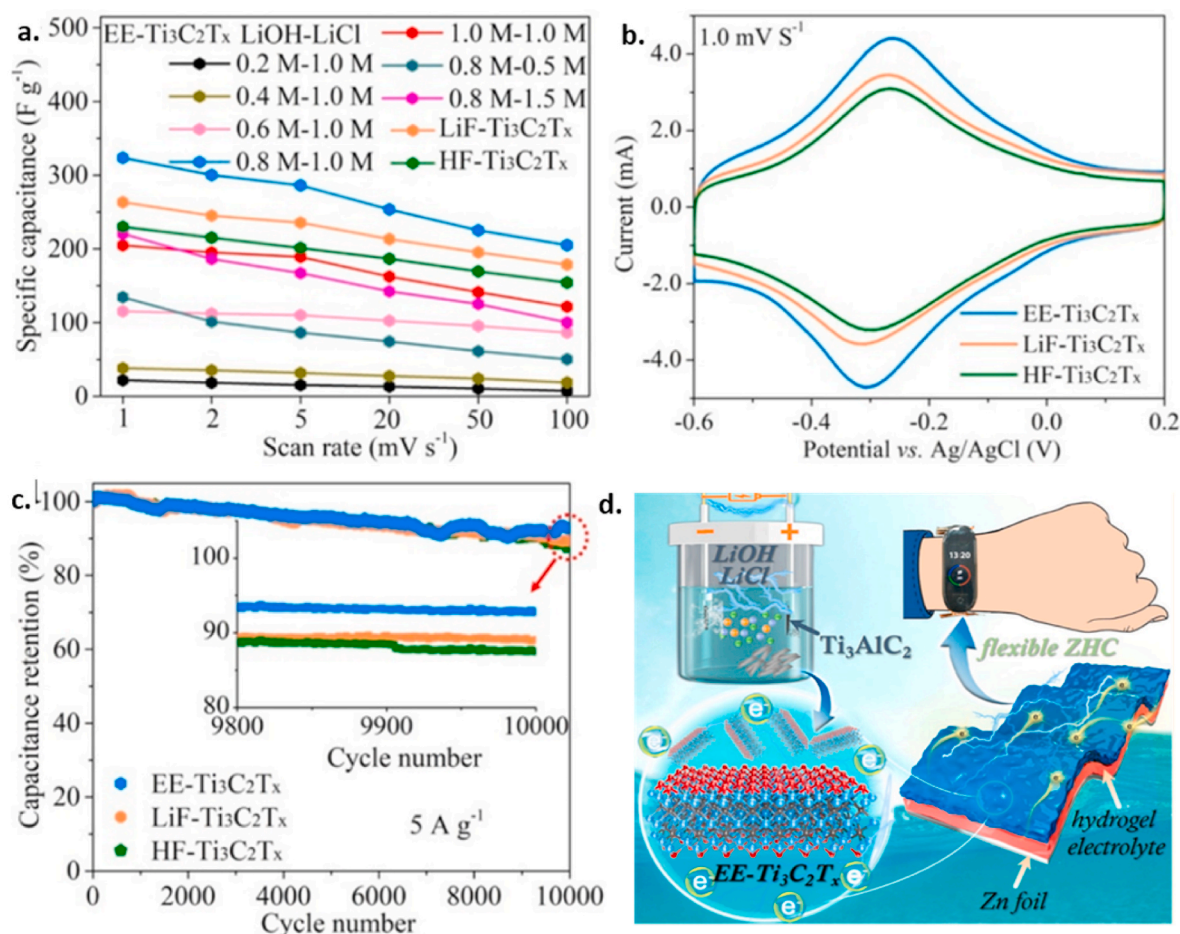 a.
EE-Ti₃C₂Tₓ LiOH-LiCl
1.0 M-1.0 M
0.2 M-1.0 M
0.8 M-0.5 M
0.4 M-1.0 M
0.8 M-1.5 M
0.6 M-1.0 M
LiF-Ti₃C₂Tₓ
0.8 M-1.0 M
HF-Ti₃C₂Tₓ
Specific capacitance (F g⁻¹)
500
400
300
200
100
0
1 2 5 20 50 100
Scan rate (mV s⁻¹)
b.
1.0 mV S⁻¹
Current (mA)
4.0
2.0
0.0
-2.0
-4.0
EE-Ti₃C₂Tₓ
LiF-Ti₃C₂Tₓ
HF-Ti₃C₂Tₓ
-0.6 -0.4 -0.2 0.0 0.2
Potential vs. Ag/AgCl (V)
c.
Capacitance retention (%)
100
80
60
40
20
0
100
90
80
9800 9900 10000
Cycle number
EE-Ti₃C₂Tₓ
LiF-Ti₃C₂Tₓ
HF-Ti₃C₂Tₓ
5 A g⁻¹
0 2000 4000 6000 8000 10000
Cycle number
d.
− +
LiOH
LiCl
Ti₃AlC₂
13:20
flexible ZHC
e⁻
e⁻
e⁻
e⁻
e⁻
e⁻
EE-Ti₃C₂Tₓ
hydrogel
electrolyte
Zn foil